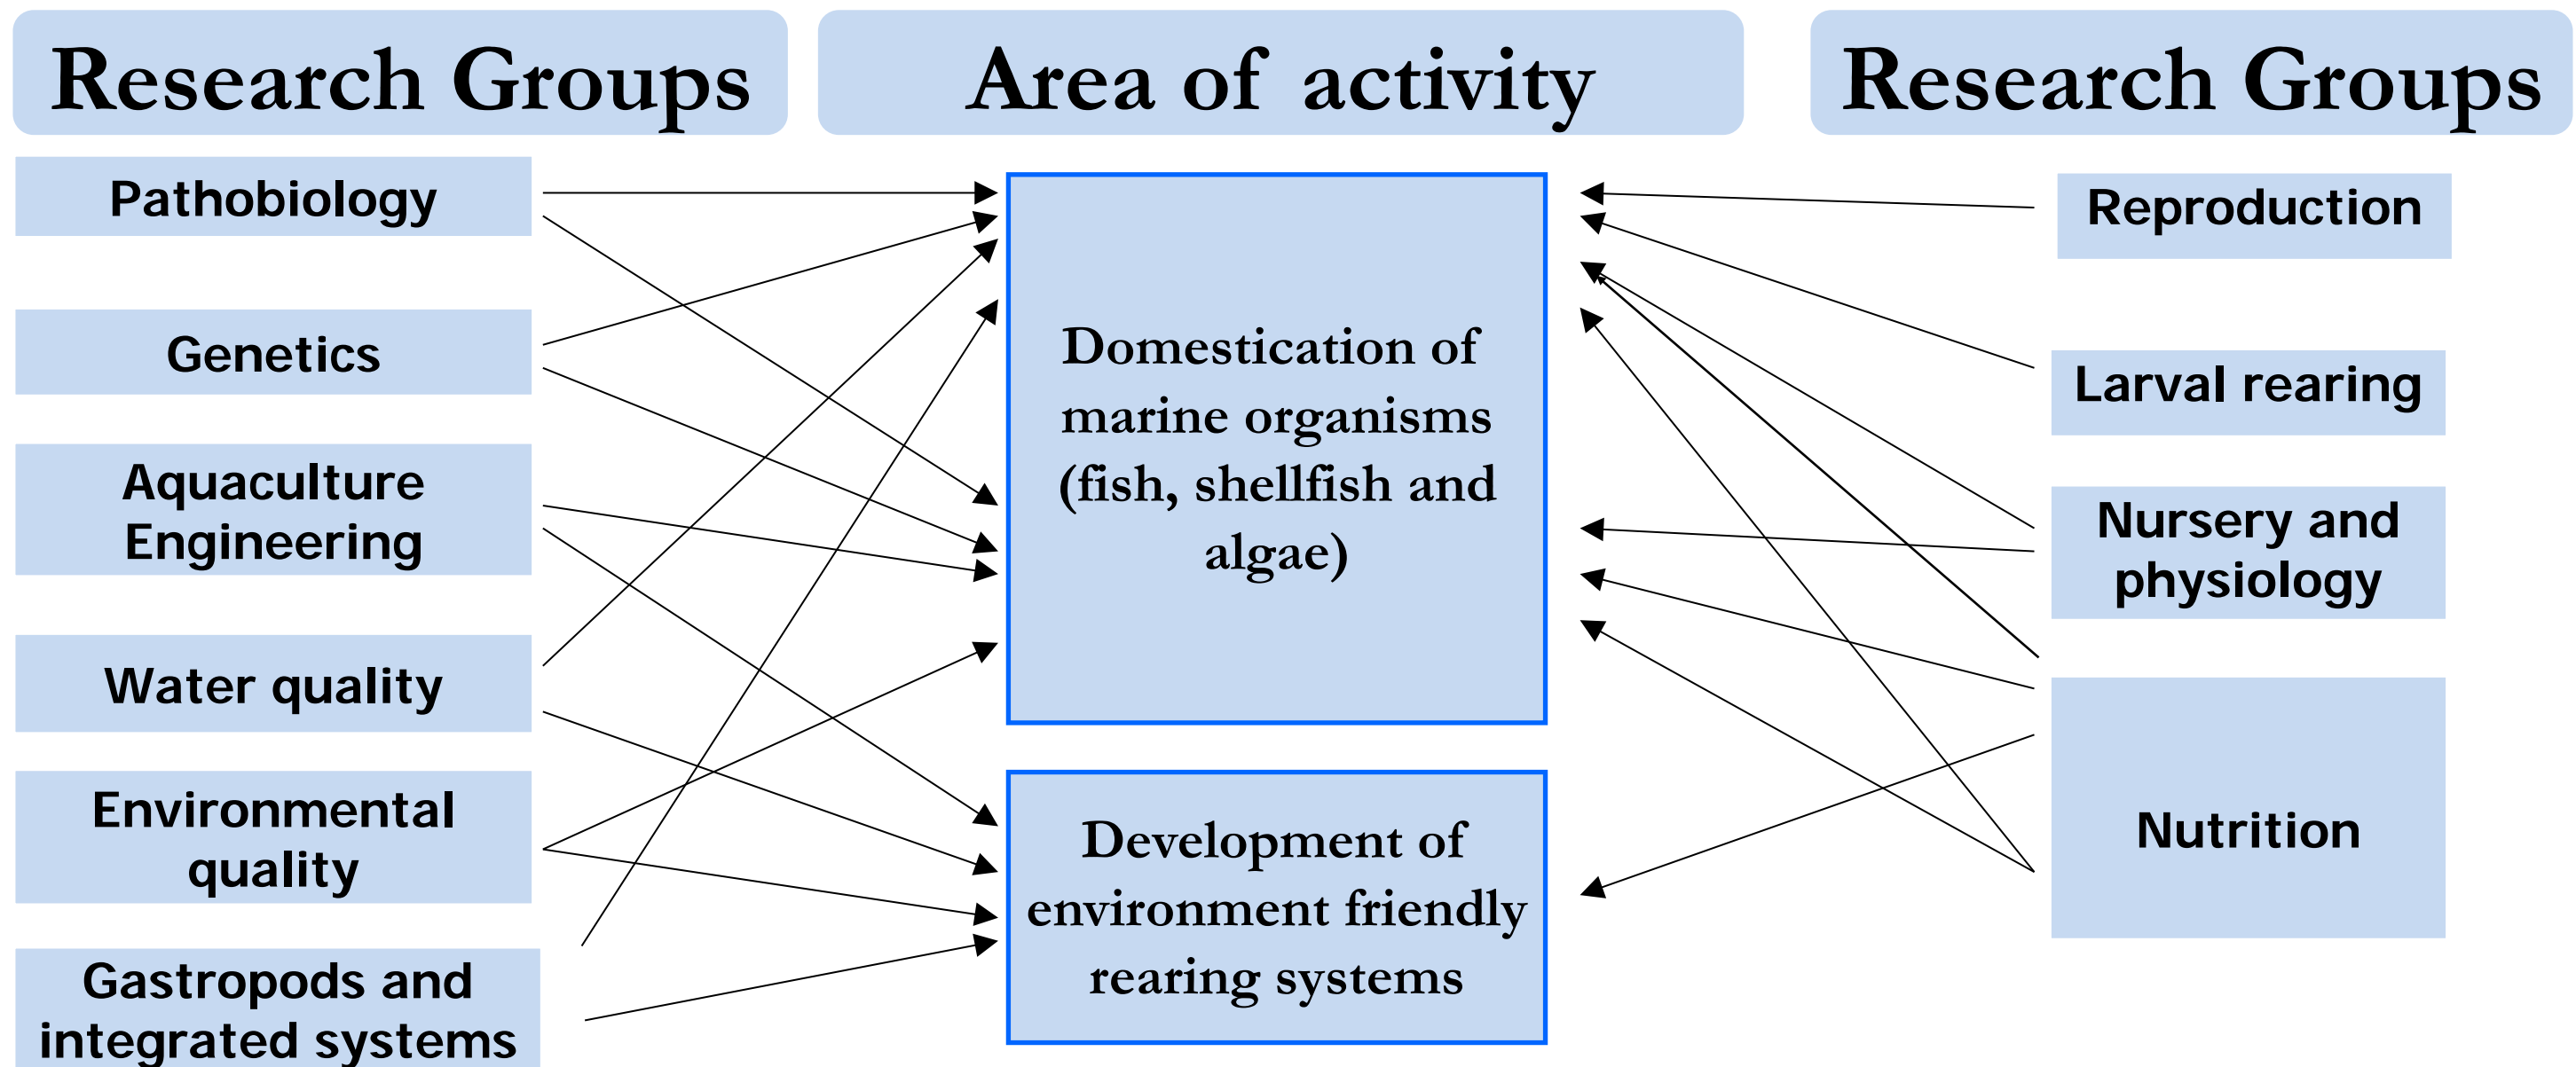 Research Groups
Area of activity
Research Groups
Pathobiology
Genetics
Aquaculture
Engineering
Water quality
Environmental
quality
Gastropods and
integrated systems
Domestication of
marine organisms
(fish, shellfish and
algae)
Development of
environment friendly
rearing systems
Reproduction
Larval rearing
Nursery and
physiology
Nutrition